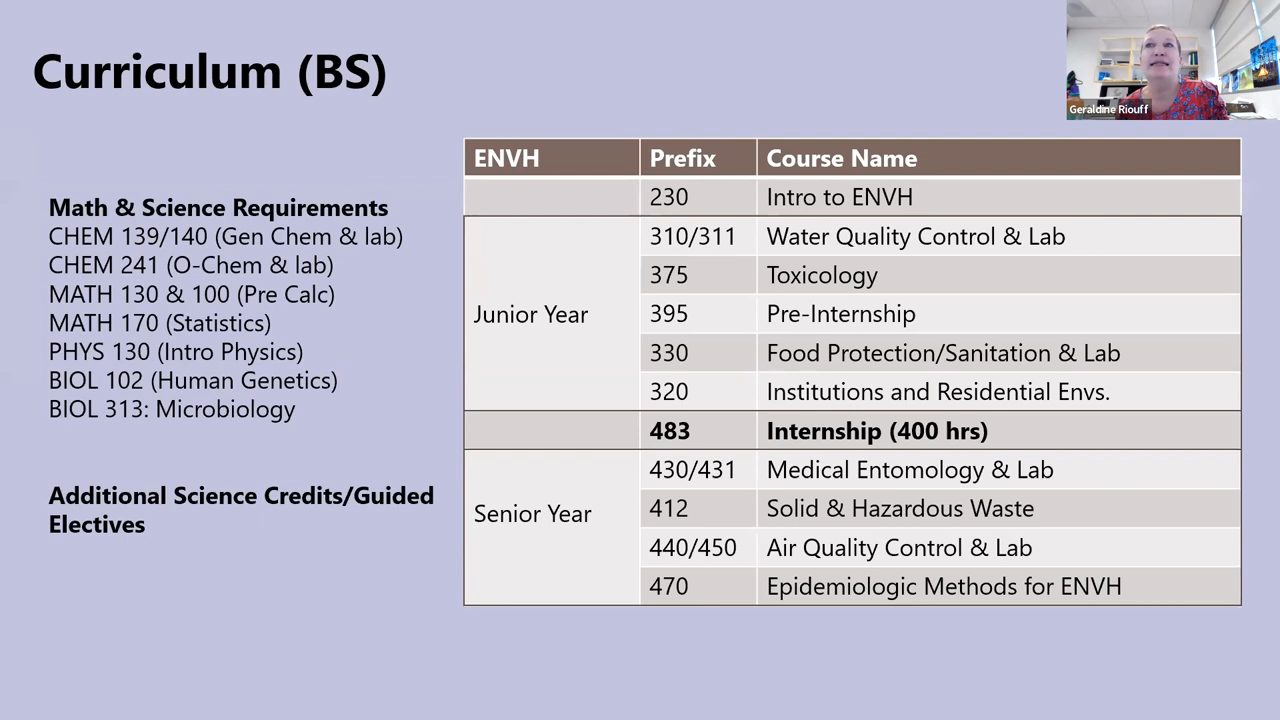 Curriculum (BS)
Geraldine Riouff
Math & Science Requirements
CHEM 139/140 (Gen Chem & lab)
CHEM 241 (O-Chem & lab)
MATH 130 & 100 (Pre Calc)
MATH 170 (Statistics)
PHYS 130 (Intro Physics)
BIOL 102 (Human Genetics)
BIOL 313: Microbiology
Additional Science Credits/Guided
Electives
ENVH Prefix Course Name
230 Intro to ENVH
Junior Year
310/311 Water Quality Control & Lab
375 Toxicology
395 Pre-Internship
330 Food Protection/Sanitation & Lab
320 Institutions and Residential Envs.
483 Internship (400 hrs)
Senior Year
430/431 Medical Entomology & Lab
412 Solid & Hazardous Waste
440/450 Air Quality Control & Lab
470 Epidemiologic Methods for ENVH